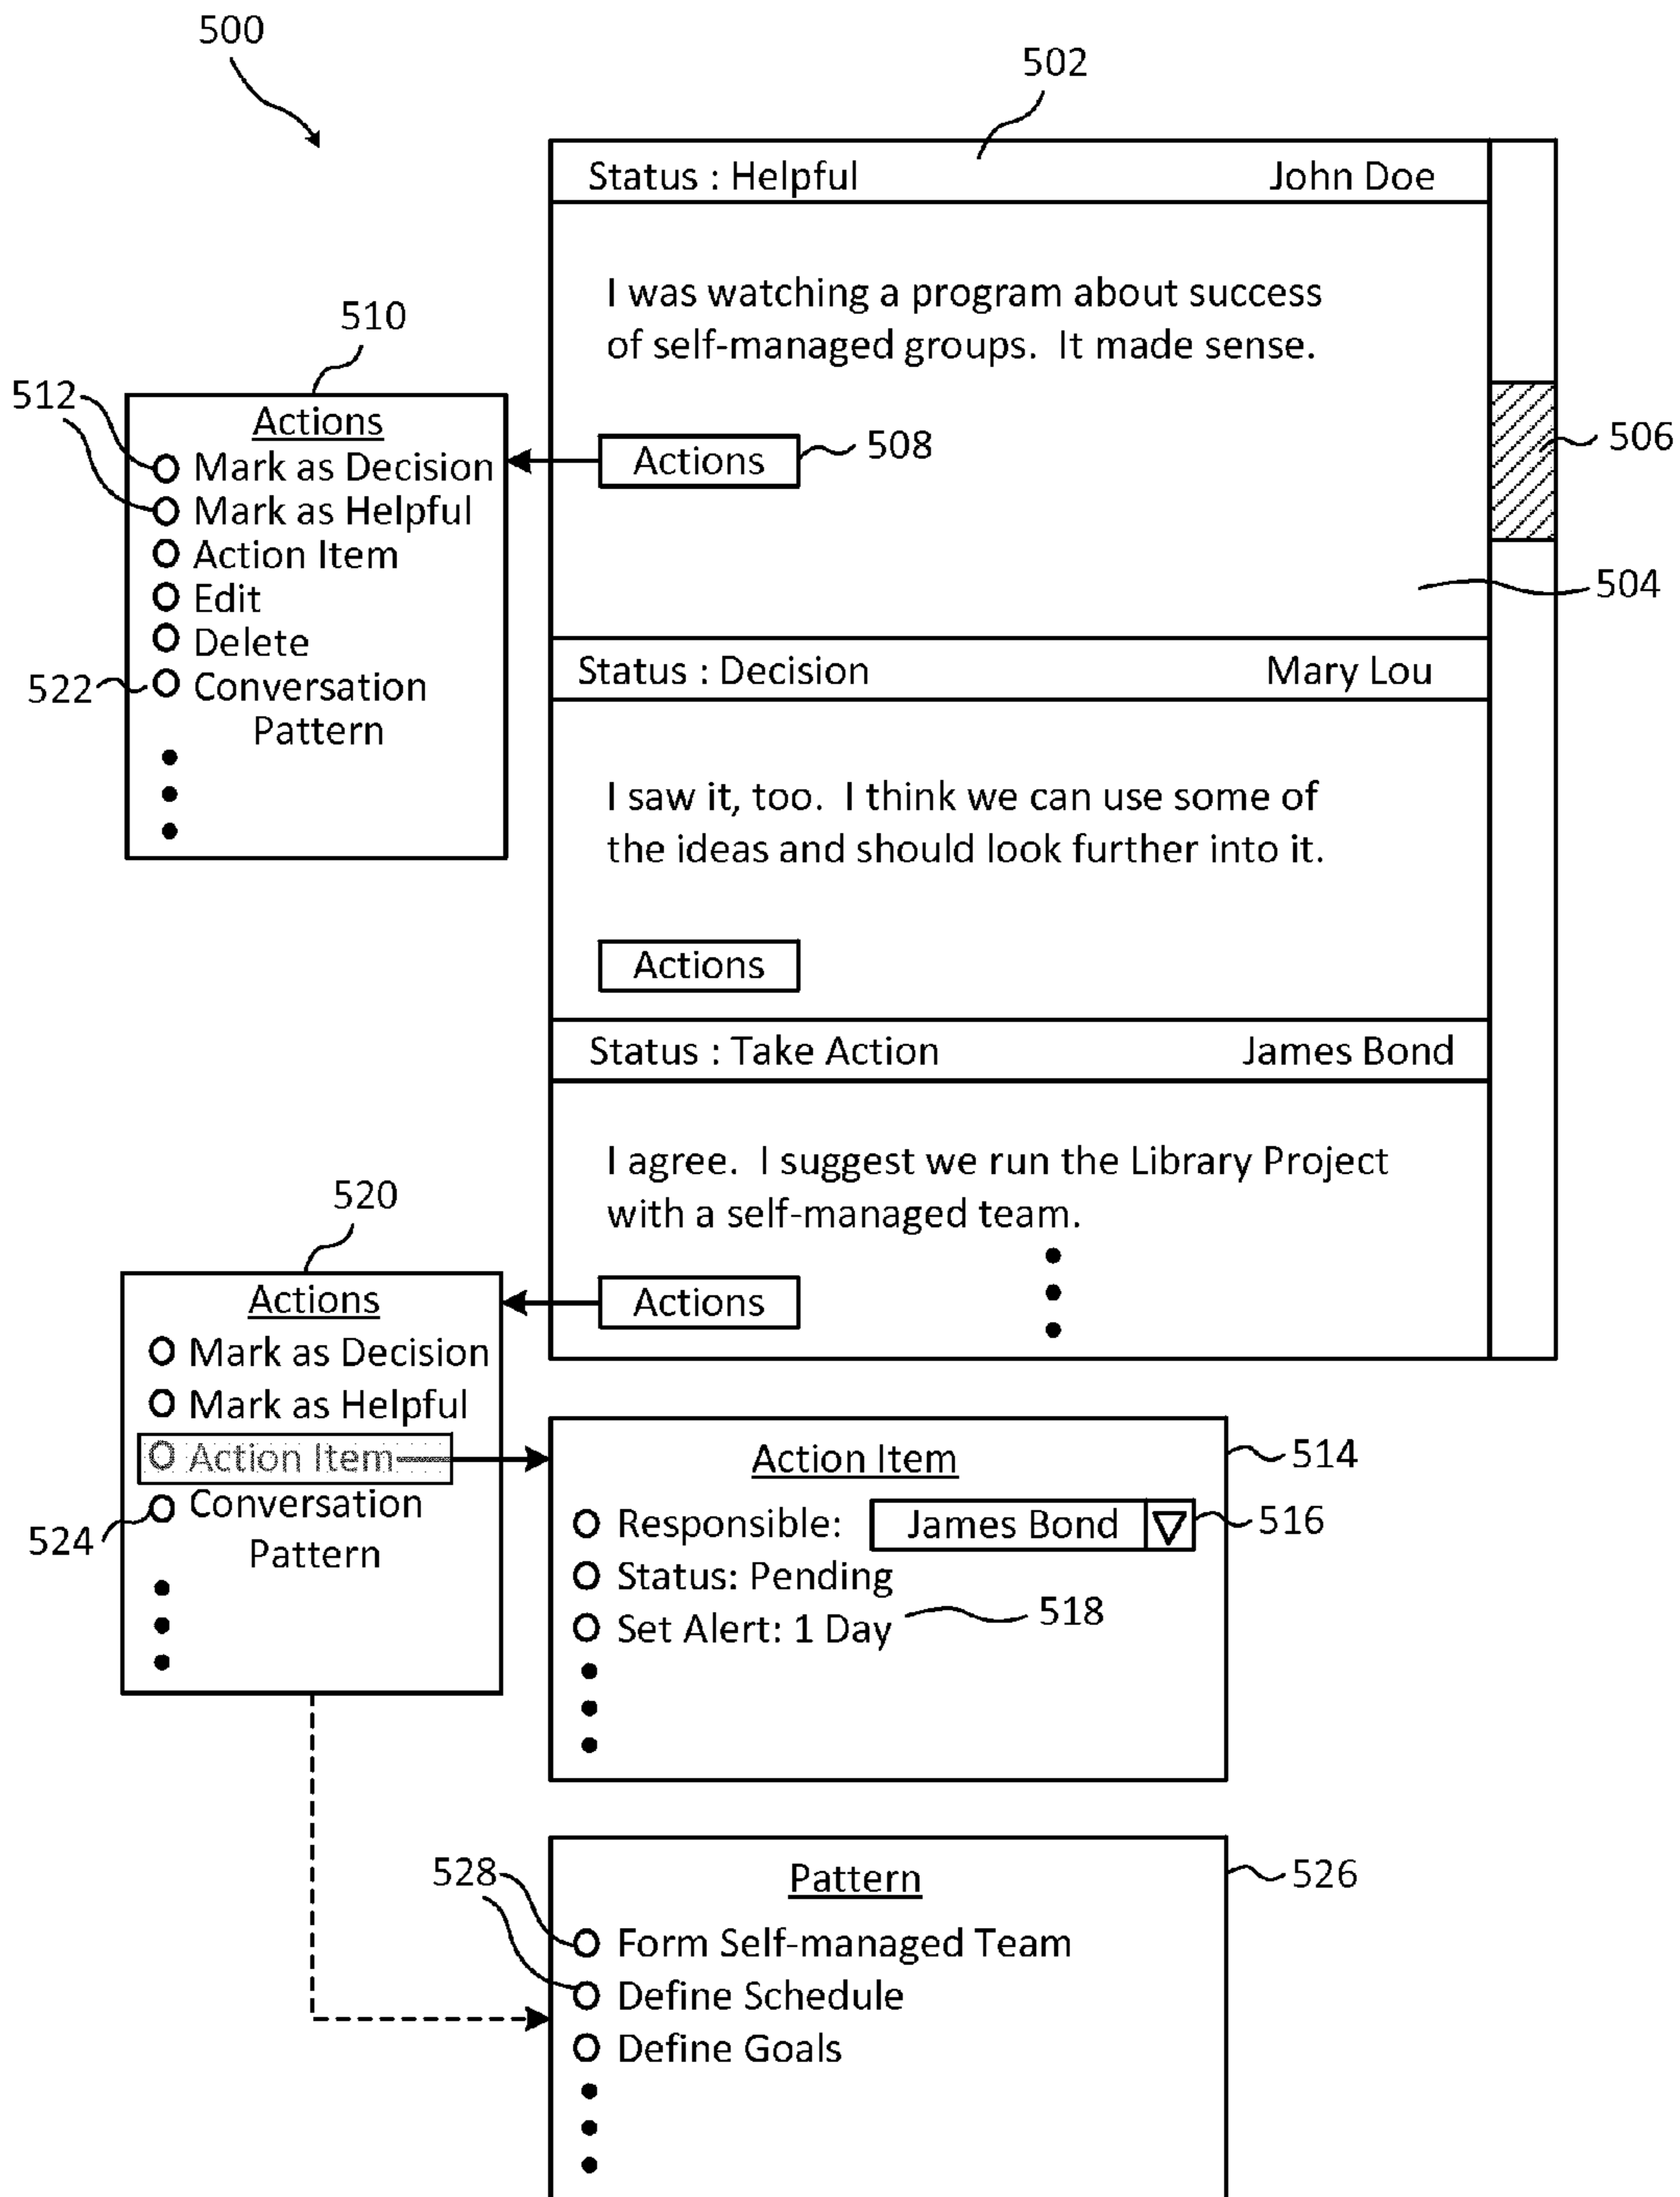 500
502
Status : Helpful John Doe
I was watching a program about success
of self-managed groups. It made sense.
Actions
508
506
504
510
512
Actions
Mark as Decision
Mark as Helpful
Action Item
Edit
Delete
522
Conversation
Pattern
Status : Decision Mary Lou
I saw it, too. I think we can use some of
the ideas and should look further into it.
Actions
Status : Take Action James Bond
I agree. I suggest we run the Library Project
with a self-managed team.
Actions
520
Actions
Mark as Decision
Mark as Helpful
Action Item
524
Conversation
Pattern
Action Item
514
Responsible: James Bond
516
Status: Pending
Set Alert: 1 Day
518
Pattern
526
528
Form Self-managed Team
Define Schedule
Define Goals